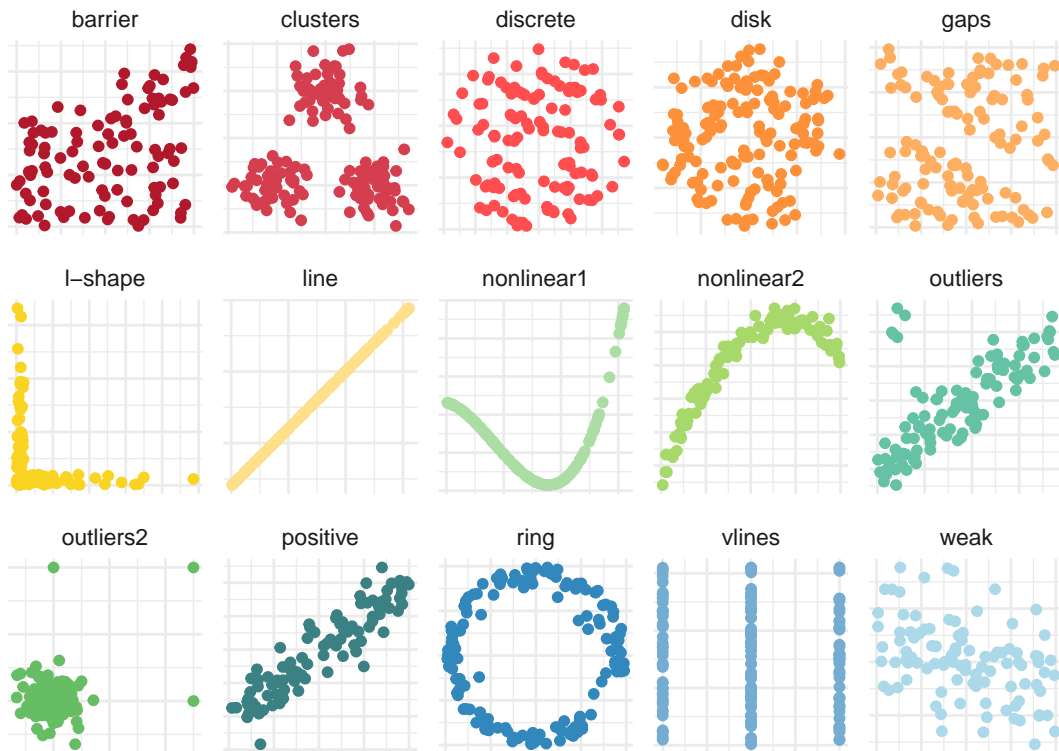 barrier clusters discrete disk gaps
l−shape line nonlinear1 nonlinear2 outliers
outliers2 positive ring vlines weak